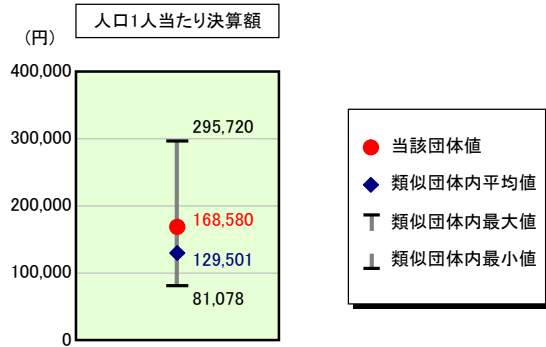 人口1人当たり決算額
(円)
400,000
300,000
200,000
100,000
0
295,720
168,580
129,501
81,078
当該団体値
類似団体内平均値
類似団体内最大値
類似団体内最小値